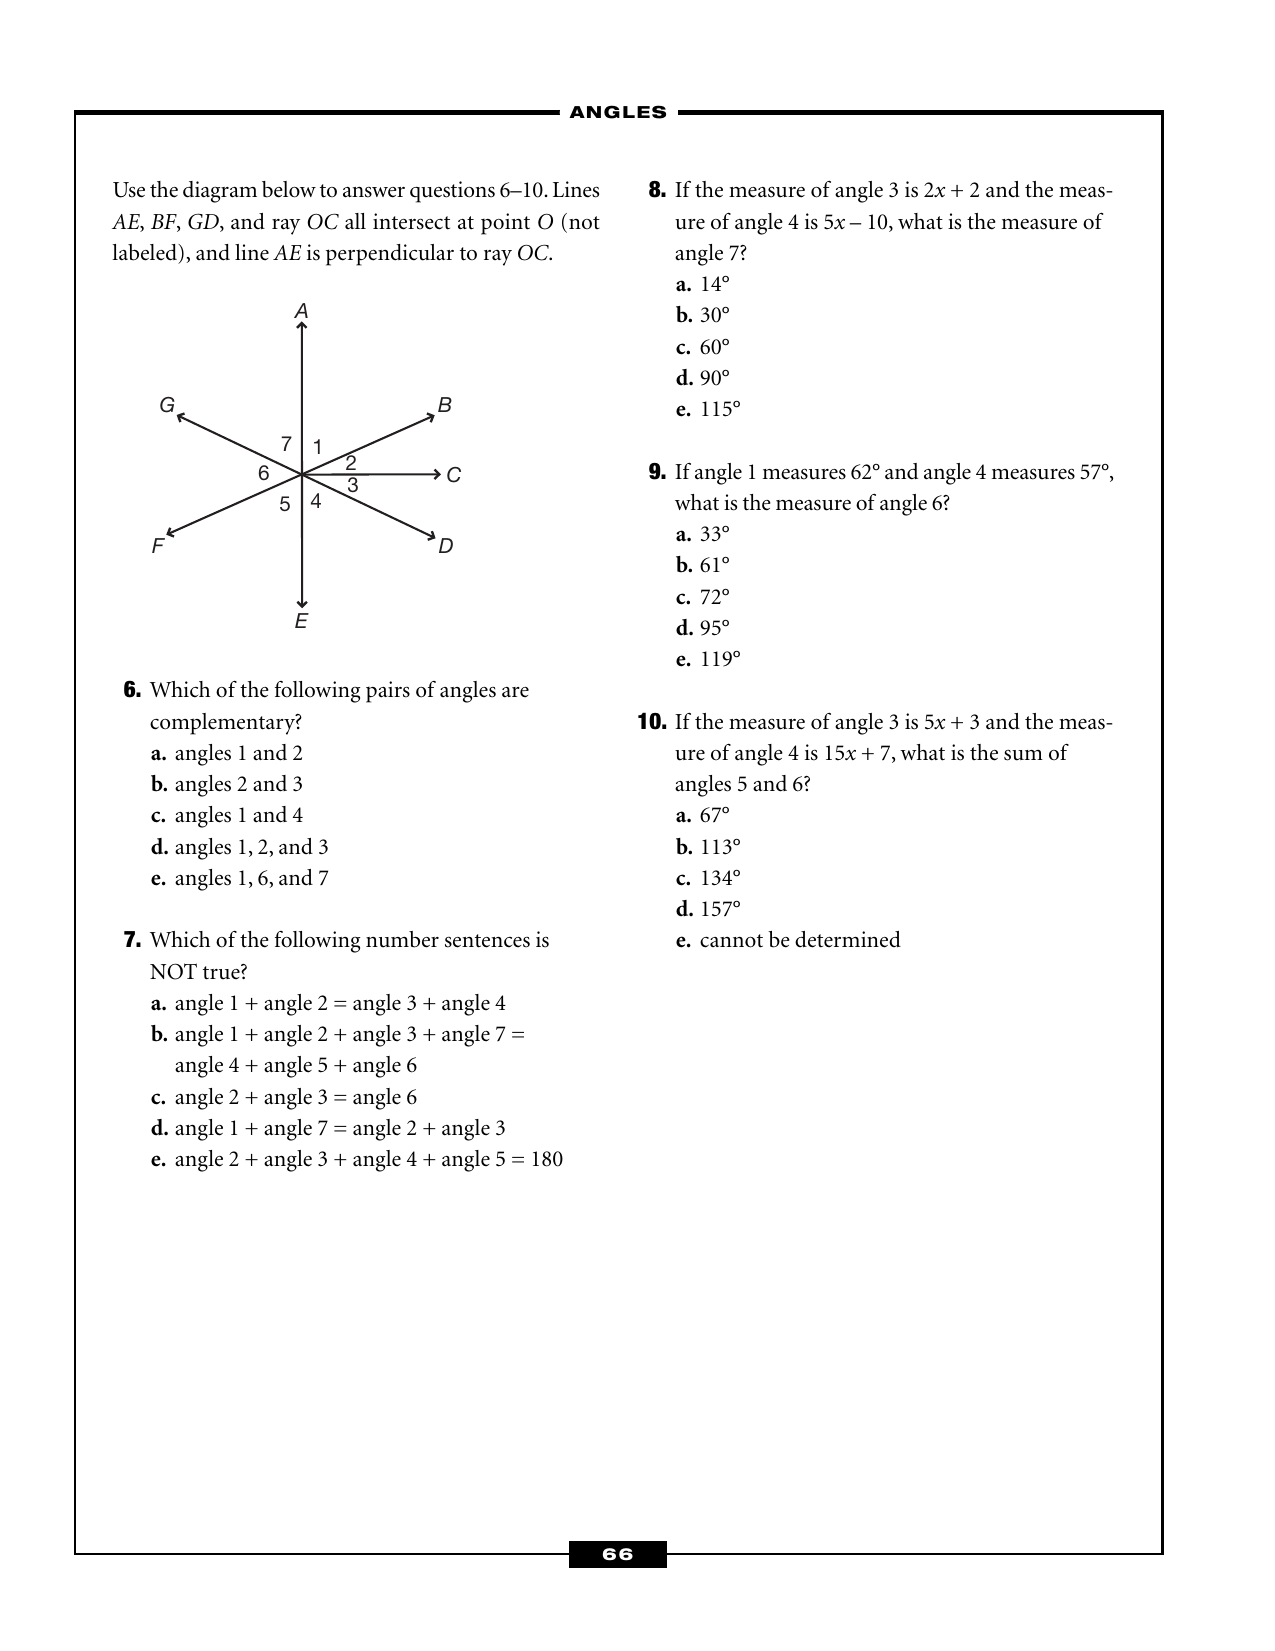 ANGLES
Use the diagram below to answer questions 6–10. Lines
AE, BF, GD, and ray OC all intersect at point O (not
labeled), and line AE is perpendicular to ray OC.
A
G
B
7
1
2
6
C
3
5
4
F
D
E
6. Which of the following pairs of angles are
complementary?
a. angles 1 and 2
b. angles 2 and 3
c. angles 1 and 4
d. angles 1, 2, and 3
e. angles 1, 6, and 7
7. Which of the following number sentences is
NOT true?
a. angle 1 + angle 2 = angle 3 + angle 4
b. angle 1 + angle 2 + angle 3 + angle 7 =
angle 4 + angle 5 + angle 6
c. angle 2 + angle 3 = angle 6
d. angle 1 + angle 7 = angle 2 + angle 3
e. angle 2 + angle 3 + angle 4 + angle 5 = 180
8. If the measure of angle 3 is 2x + 2 and the meas-
ure of angle 4 is 5x – 10, what is the measure of
angle 7?
a. 14°
b. 30°
c. 60°
d. 90°
e. 115°
9. If angle 1 measures 62° and angle 4 measures 57°,
what is the measure of angle 6?
a. 33°
b. 61°
c. 72°
d. 95°
e. 119°
10. If the measure of angle 3 is 5x + 3 and the meas-
ure of angle 4 is 15x + 7, what is the sum of
angles 5 and 6?
a. 67°
b. 113°
c. 134°
d. 157°
e. cannot be determined
66